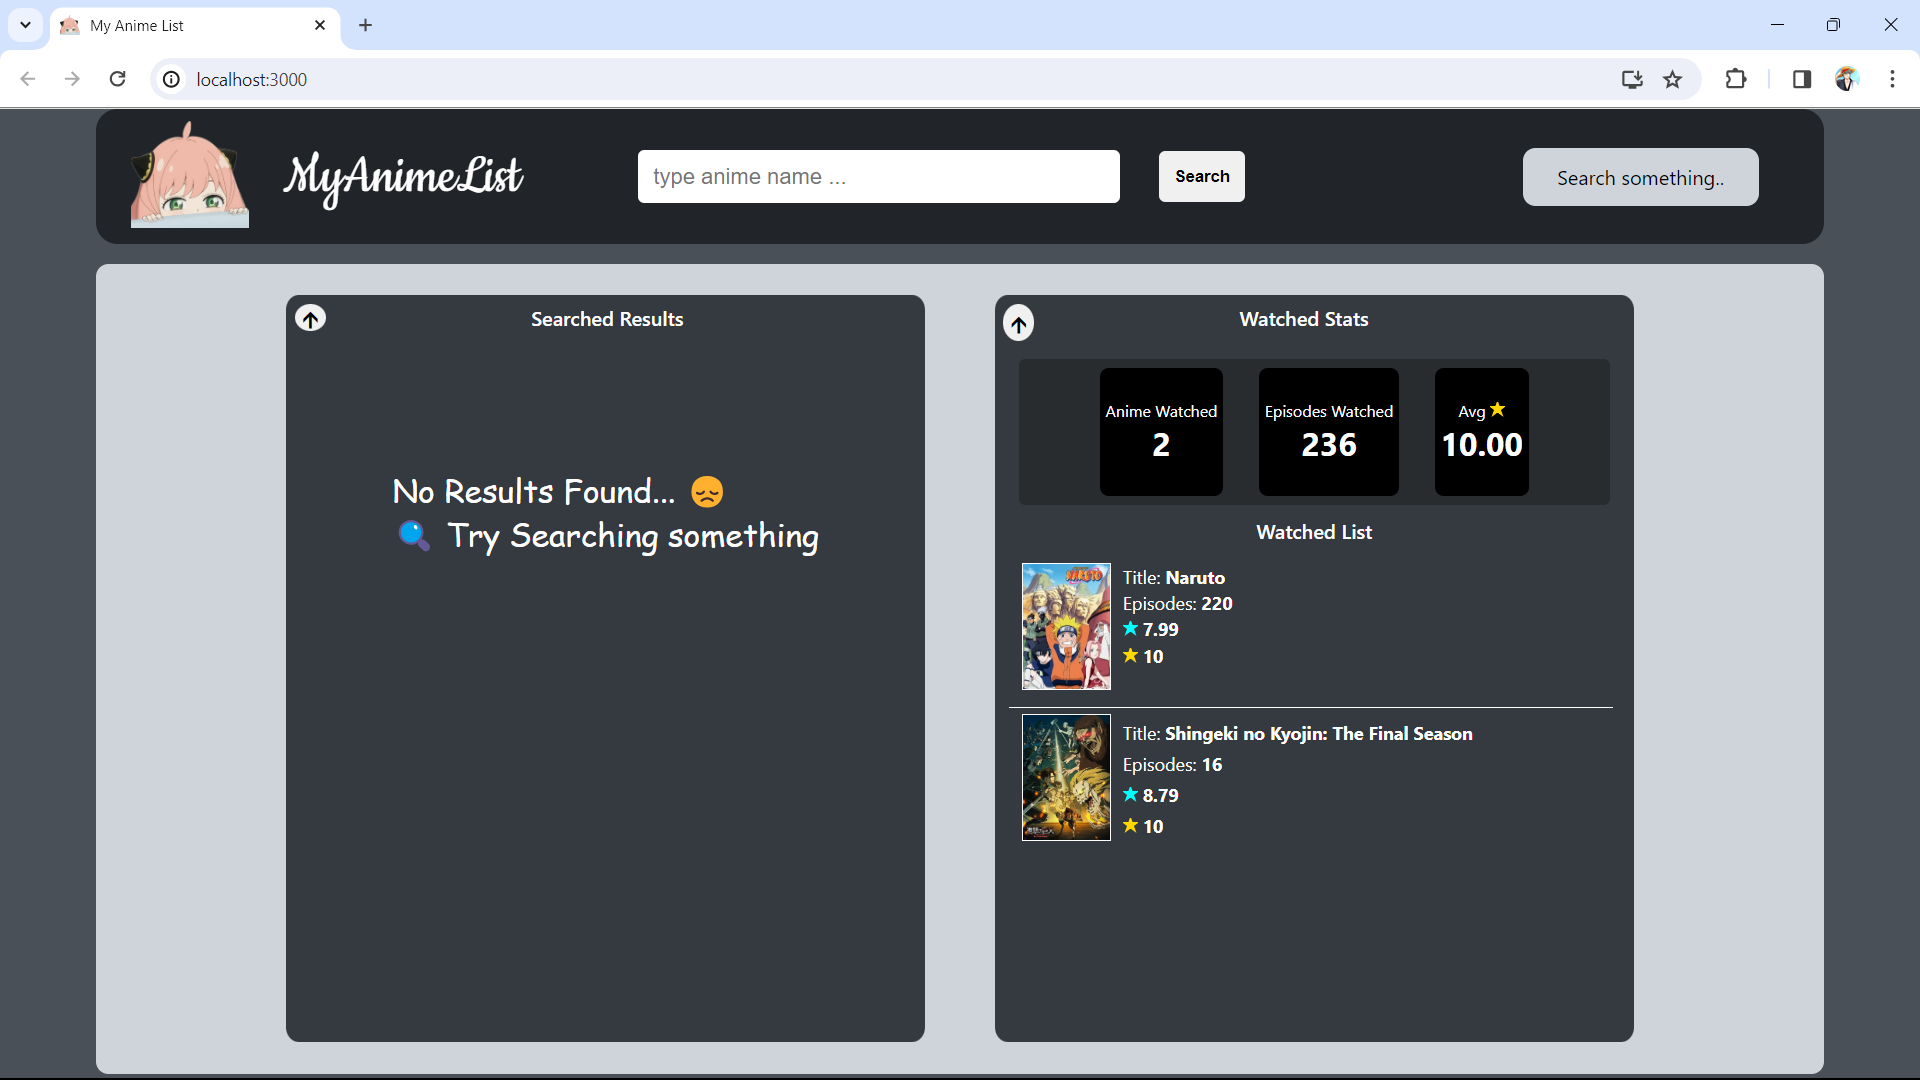 My Anime List
localhost:3000
MyAnimeList
type anime name ...
Search
Search something..
Searched Results
No Results Found... 😞
🔍 Try Searching something
Watched Stats
Anime Watched
2
Episodes Watched
236
Avg ★
10.00
Watched List
NARUTO
Title: Naruto
Episodes: 220
★ 7.99
★ 10
Title: Shingeki no Kyojin: The Final Season
Episodes: 16
★ 8.79
★ 10